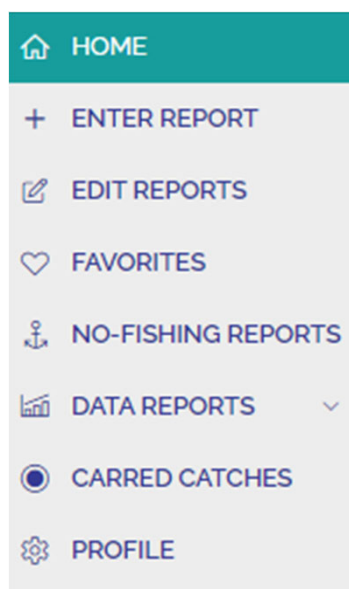 HOME
ENTER REPORT
EDIT REPORTS
FAVORITES
NO-FISHING REPORTS
DATA REPORTS
CARRED CATCHES
PROFILE